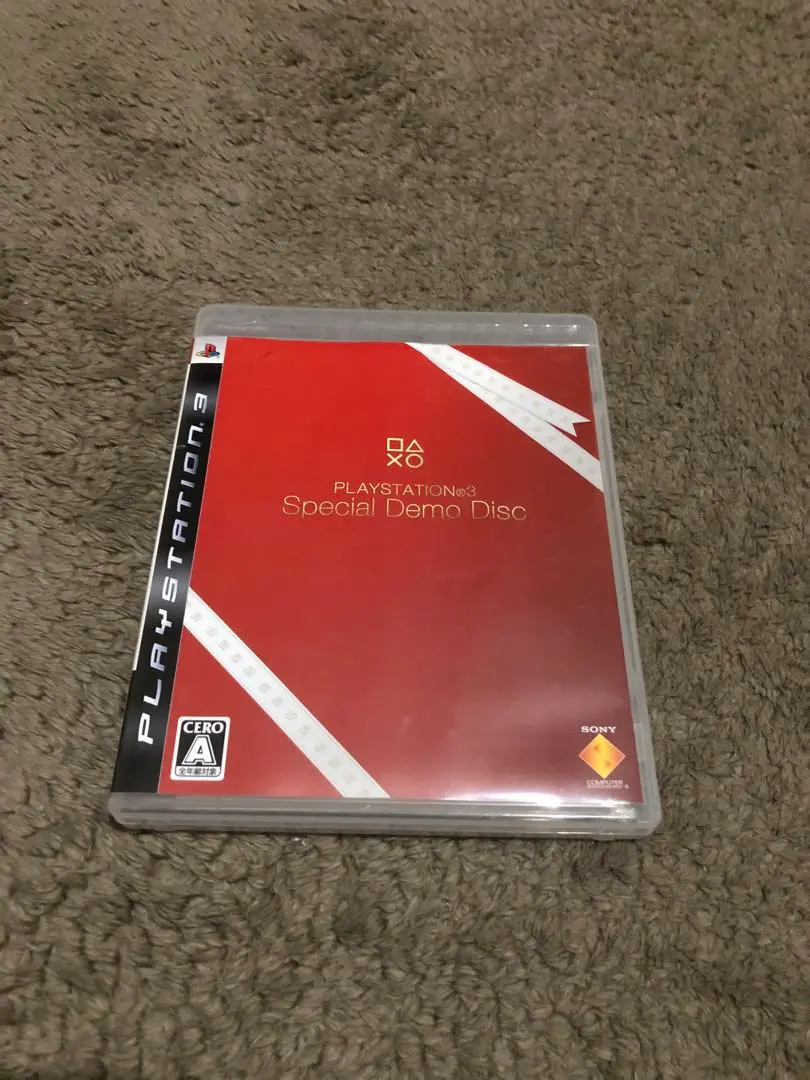 PLAYSTATION 3
PLAYSTATION®3
Special Demo Disc
CERO
A
全年齢対象
SONY
COMPUTER